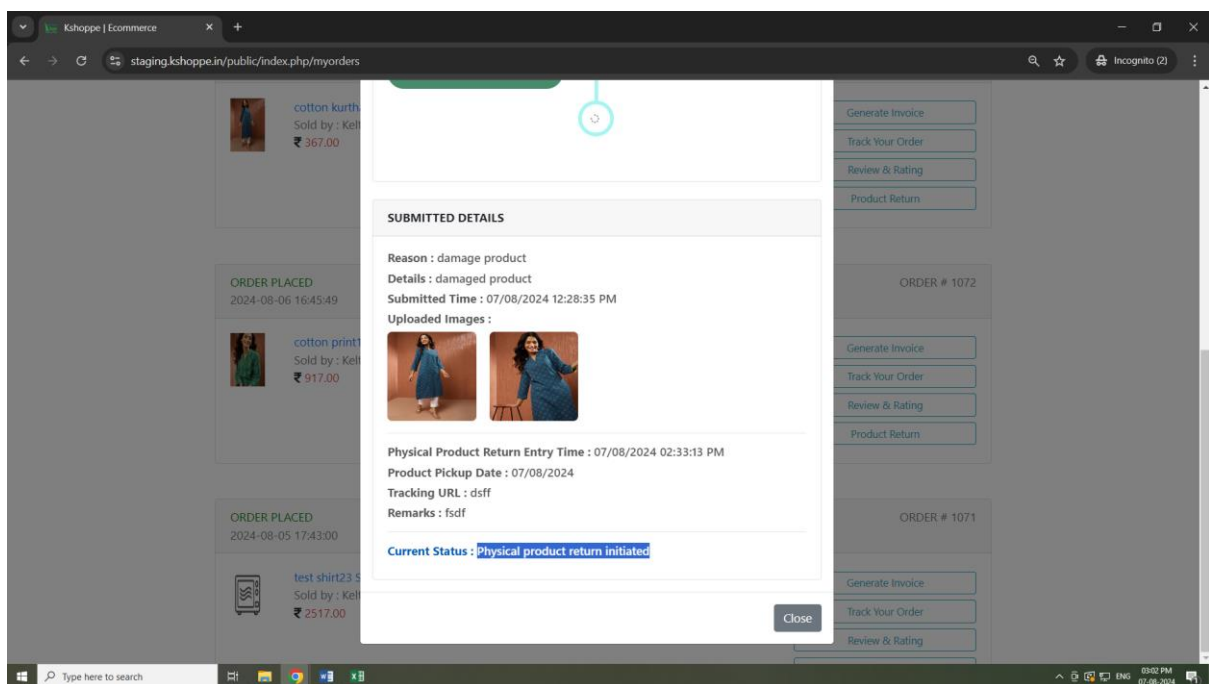 Kshoppe | Ecommerce
staging.kshoppe.in/public/index.php/myorders
Incognito (2)
cotton kurth
Sold by : Kelt
₹ 367.00
Generate Invoice
Track Your Order
Review & Rating
Product Return
SUBMITTED DETAILS
Reason : damage product
Details : damaged product
Submitted Time : 07/08/2024 12:28:35 PM
Uploaded Images :
ORDER PLACED
2024-08-06 16:45:49
ORDER # 1072
cotton print1
Sold by : Kelt
₹ 917.00
Generate Invoice
Track Your Order
Review & Rating
Product Return
Physical Product Return Entry Time : 07/08/2024 02:33:13 PM
Product Pickup Date : 07/08/2024
Tracking URL : dsff
Remarks : fsdf
Current Status : Physical product return initiated
ORDER PLACED
2024-08-05 17:43:00
ORDER # 1071
test shirt23 S
Sold by : Kelt
₹ 2517.00
Generate Invoice
Track Your Order
Review & Rating
Close
Type here to search
ENG
03:02 PM
07-08-2024